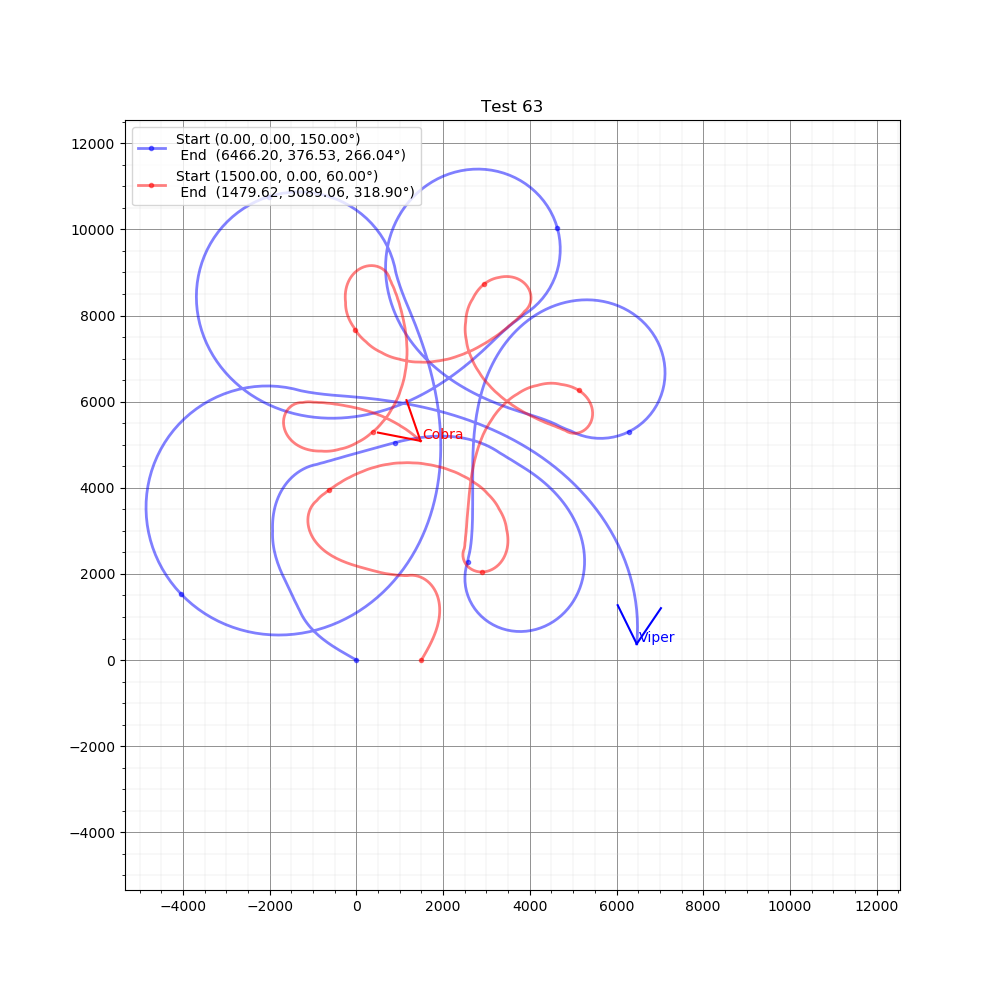 Test 63
Start (0.00, 0.00, 150.00°)
End (6466.20, 376.53, 266.04°)
Start (1500.00, 0.00, 60.00°)
End (1479.62, 5089.06, 318.90°)
12000
10000
8000
6000
4000
2000
0
−2000
−4000
Cobra
Viper
−4000 −2000 0 2000 4000 6000 8000 10000 12000